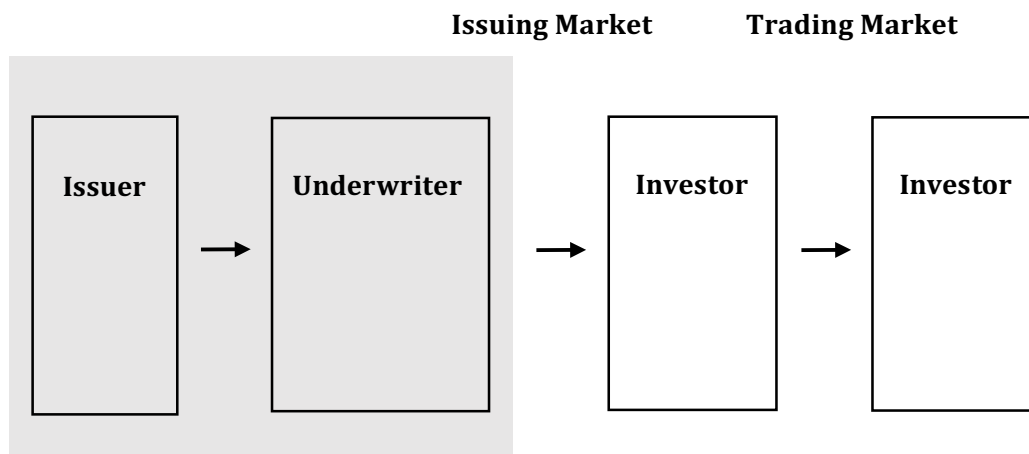 Issuing Market Trading Market
Issuer Underwriter Investor Investor